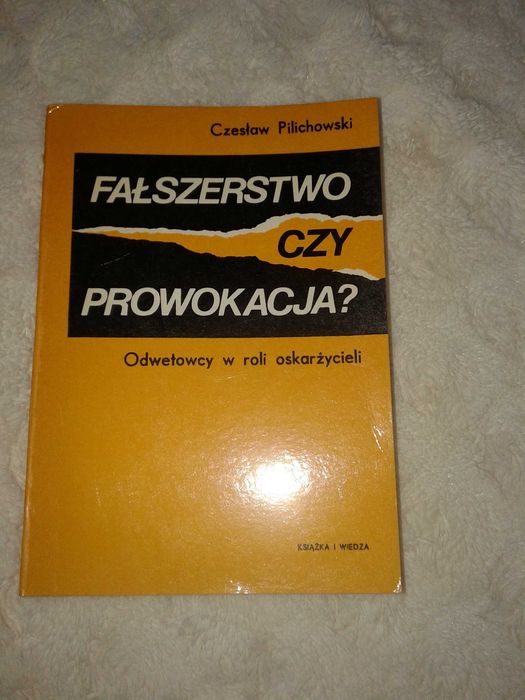 Czesław Pilichowski
FAŁSZERSTWO
CZY
PROWOKACJA?
Odwetowcy w roli oskarżycieli
KSIĄŻKA I WIEDZA